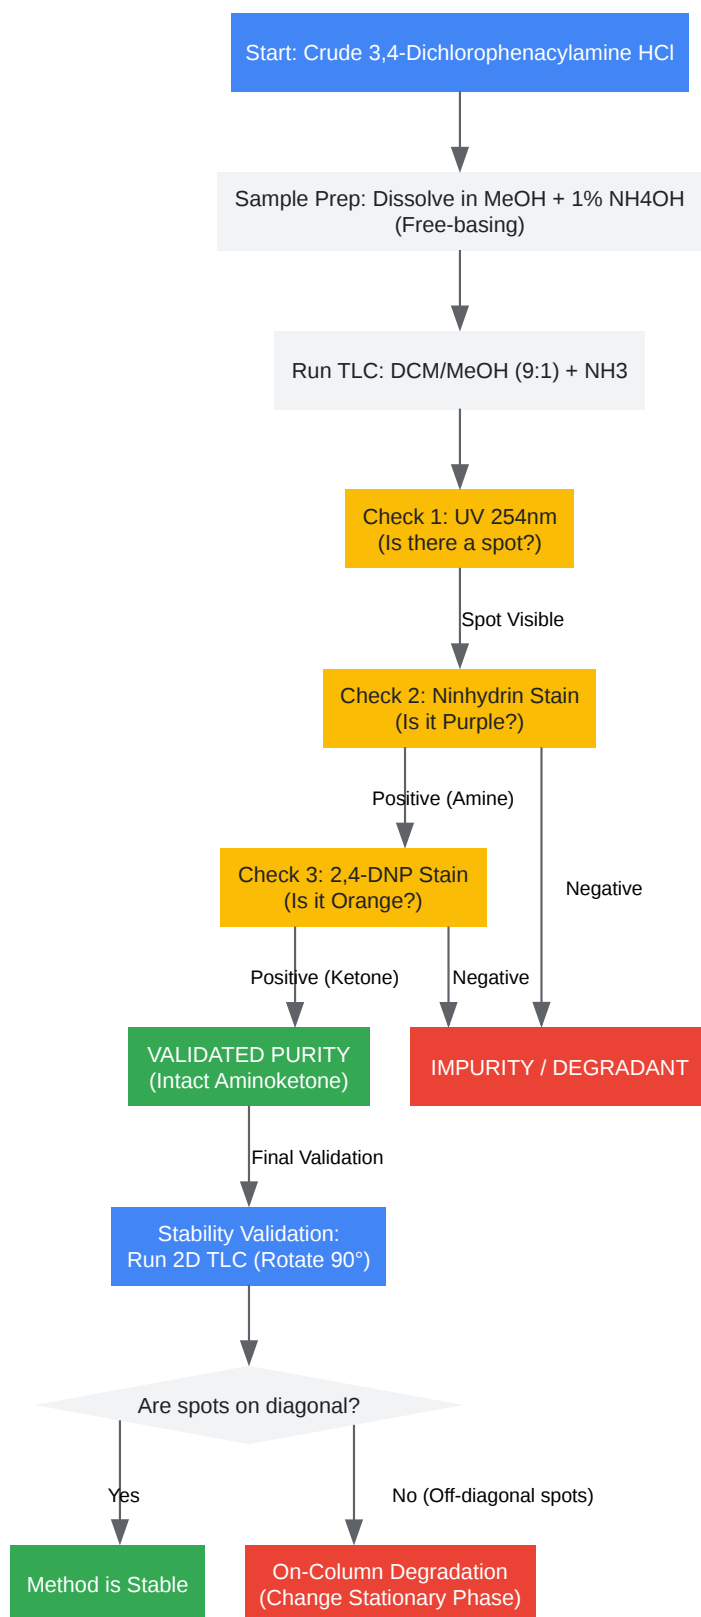 Start: Crude 3,4-Dichlorophenacylamine HCl
Sample Prep: Dissolve in MeOH + 1% NH4OH
(Free-basing)
Run TLC: DCM/MeOH (9:1) + NH3
Check 1: UV 254nm
(Is there a spot?)
Spot Visible
Check 2: Ninhydrin Stain
(Is it Purple?)
Positive (Amine)
Check 3: 2,4-DNP Stain
(Is it Orange?)
Negative
Positive (Ketone)
Negative
VALIDATED PURITY
(Intact Aminoketone)
IMPURITY / DEGRADANT
Final Validation
Stability Validation:
Run 2D TLC (Rotate 90°)
Are spots on diagonal?
Yes
No (Off-diagonal spots)
Method is Stable
On-Column Degradation
(Change Stationary Phase)